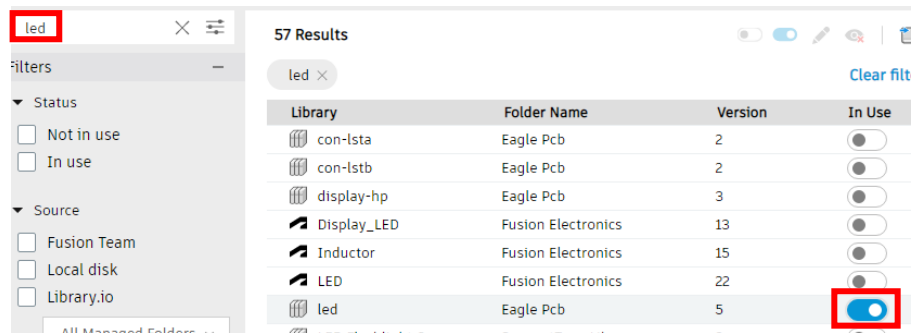 led
Filters
Status
Not in use
In use
Source
Fusion Team
Local disk
Library.io
All Managed Folders
57 Results
led
Clear filt
Library Folder Name Version In Use
con-lsta Eagle Pcb 2
con-lstb Eagle Pcb 2
display-hp Eagle Pcb 3
Display_LED Fusion Electronics 13
Inductor Fusion Electronics 15
LED Fusion Electronics 22
led Eagle Pcb 5